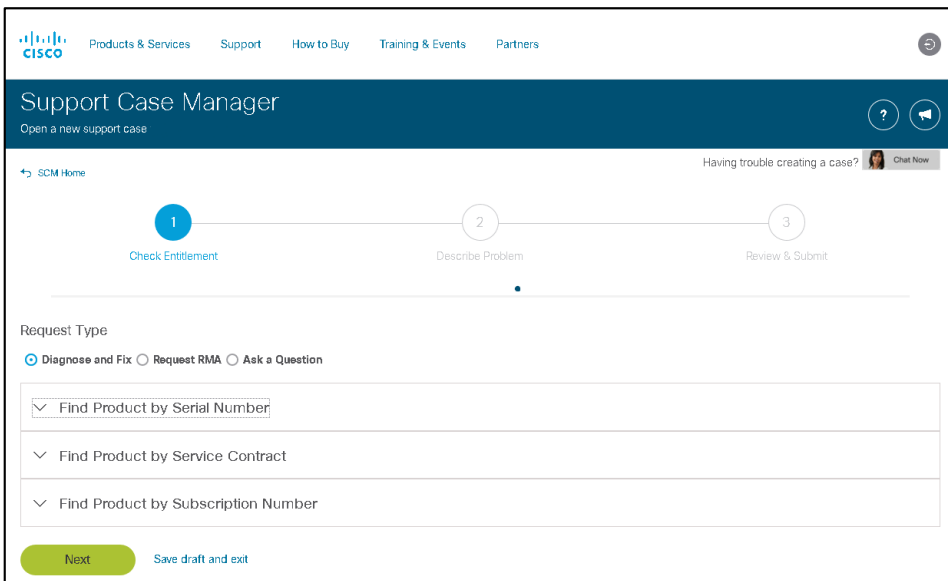 CISCO
Products & Services Support How to Buy Training & Events Partners
Support Case Manager
Open a new support case
?
Having trouble creating a case? Chat Now
SCM Home
1 2 3
Check Entitlement Describe Problem Review & Submit
Request Type
Diagnose and Fix Request RMA Ask a Question
Find Product by Serial Number
Find Product by Service Contract
Find Product by Subscription Number
Next Save draft and exit